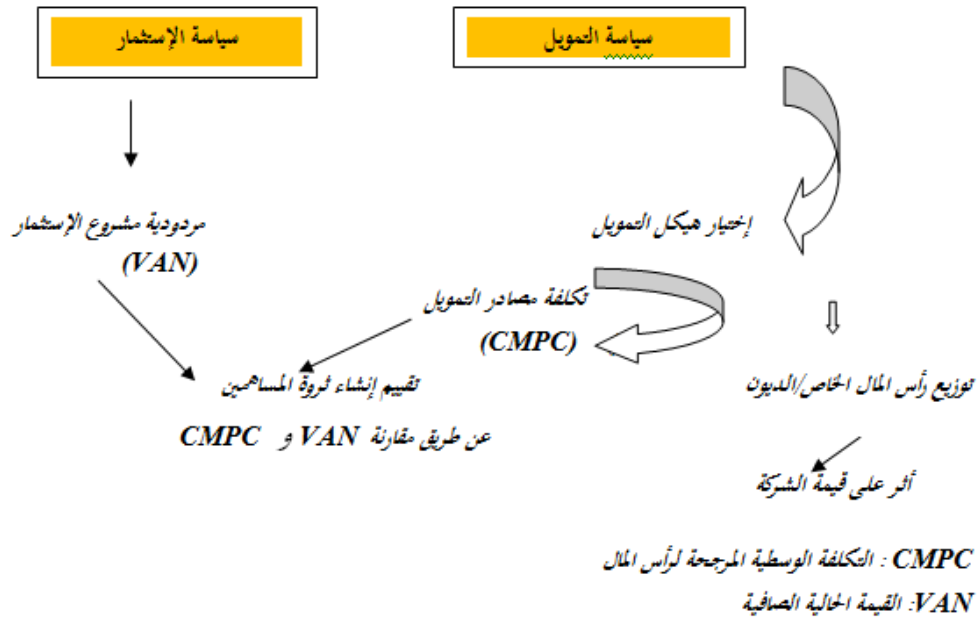 سياسة التمويل
سياسة الإستثمار
إختيار هيكل التمويل
مردودية مشروع الإستثمار
(VAN)
تكلفة مصادر التمويل
(CMPC)
توزيع رأس المال الخاص/الديون
تقييم إنشاء ثروة المساهمين
عن طريق مقارنة VAN و CMPC
أثر على قيمة الشركة
CMPC : التكلفة الوسطية المرجحة لرأس المال
VAN: القيمة الحالية الصافية